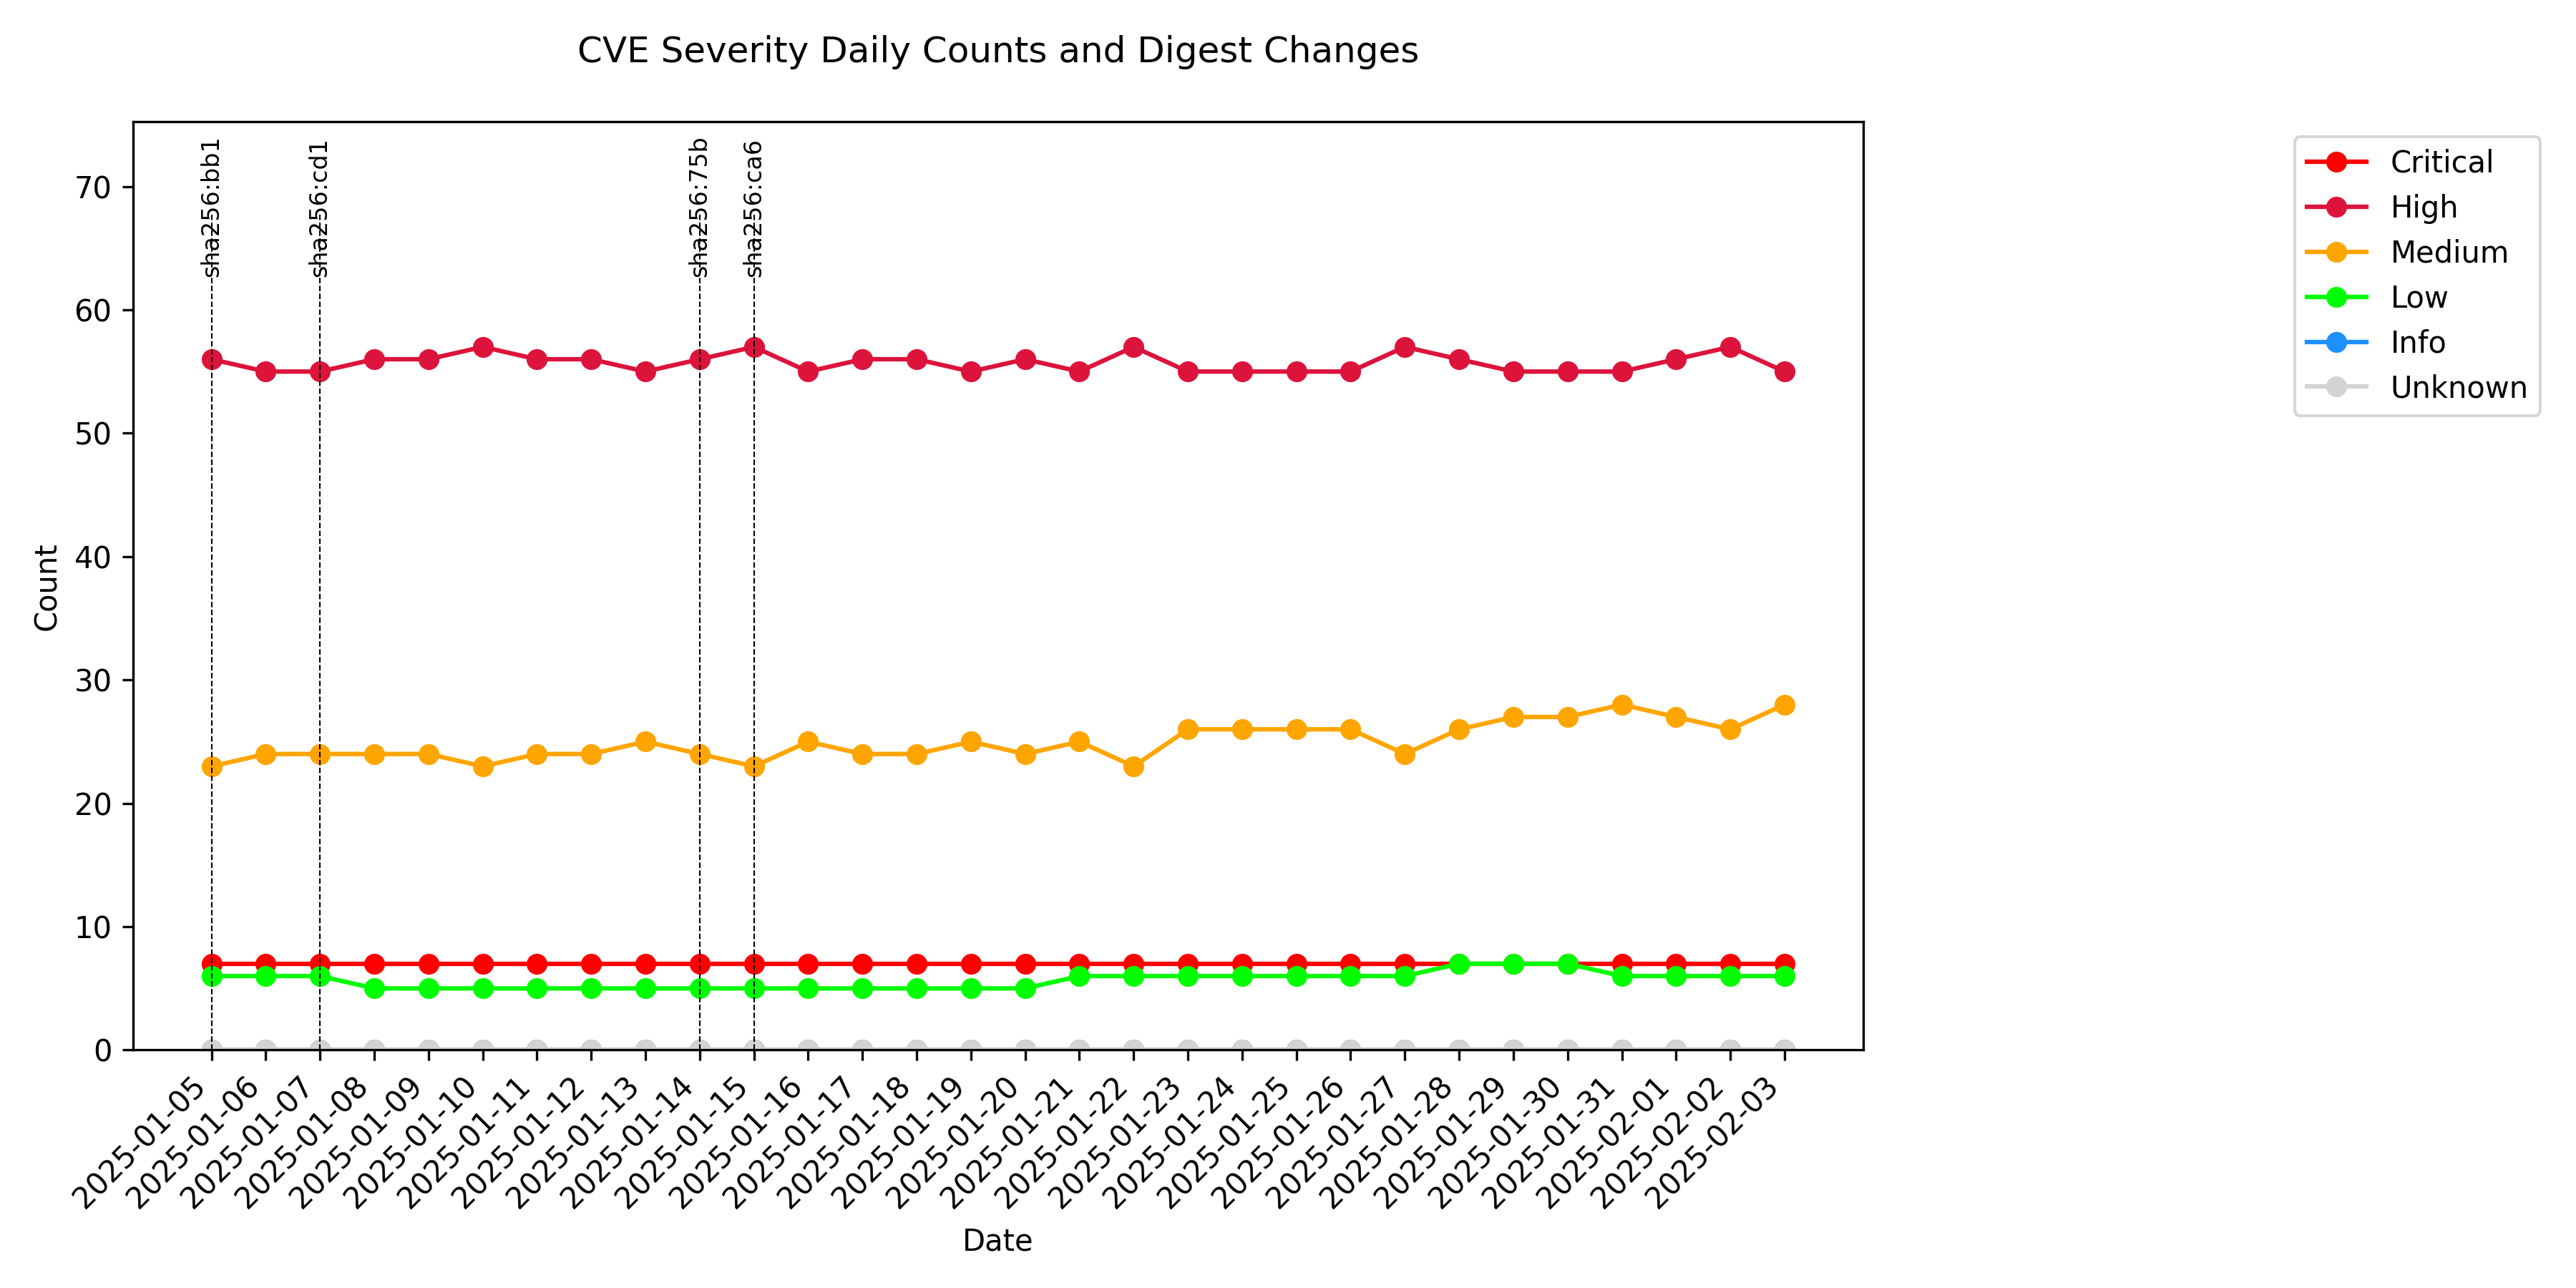 CVE Severity Daily Counts and Digest Changes
sha256:bb1
sha256:cd1
sha256:75b
sha256:ca6
Critical
High
Medium
Low
Info
Unknown
Count
70
60
50
40
30
20
10
0
2025-01-05
2025-01-06
2025-01-07
2025-01-08
2025-01-09
2025-01-10
2025-01-11
2025-01-12
2025-01-13
2025-01-14
2025-01-15
2025-01-16
2025-01-17
2025-01-18
2025-01-19
2025-01-20
2025-01-21
2025-01-22
2025-01-23
2025-01-24
2025-01-25
2025-01-26
2025-01-27
2025-01-28
2025-01-29
2025-01-30
2025-01-31
2025-02-01
2025-02-02
2025-02-03
Date